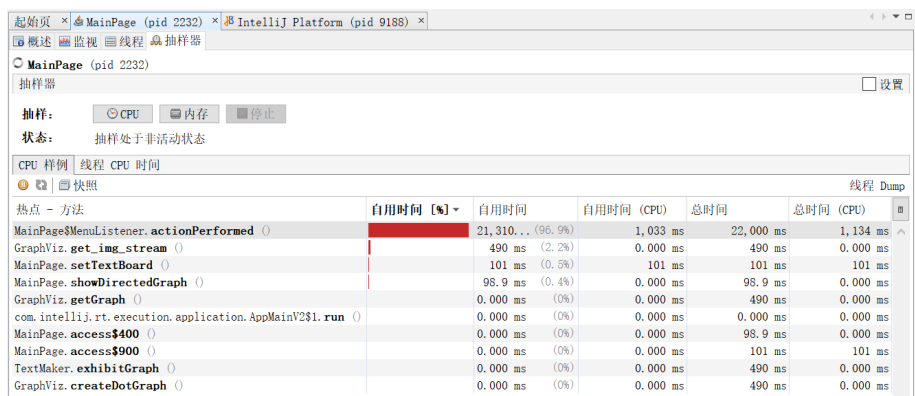 起始页 × MainPage (pid 2232) × IntelliJ Platform (pid 9188) ×
概述 监视 线程 抽样器
MainPage (pid 2232)
抽样器 设置
抽样: CPU 内存 停止
状态: 抽样处于非活动状态
CPU 样例 线程 CPU 时间
快照 线程 Dump
热点 - 方法 自用时间 [%] 自用时间 自用时间 (CPU) 总时间 总时间 (CPU)
MainPage$MenuListener.actionPerformed () 21,310... (96.9%) 1,033 ms 22,000 ms 1,134 ms
GraphViz.get_img_stream () 490 ms (2.2%) 0.000 ms 490 ms 0.000 ms
MainPage.setTextBoard () 101 ms (0.5%) 101 ms 101 ms 101 ms
MainPage.showDirectedGraph () 98.9 ms (0.4%) 0.000 ms 98.9 ms 0.000 ms
GraphViz.getGraph () 0.000 ms (0%) 0.000 ms 490 ms 0.000 ms
com.intellij.rt.execution.application.AppMainV2$1.run () 0.000 ms (0%) 0.000 ms 0.000 ms 0.000 ms
MainPage.access$400 () 0.000 ms (0%) 0.000 ms 98.9 ms 0.000 ms
MainPage.access$900 () 0.000 ms (0%) 0.000 ms 101 ms 101 ms
TextMaker.exhibitGraph () 0.000 ms (0%) 0.000 ms 490 ms 0.000 ms
GraphViz.createDotGraph () 0.000 ms (0%) 0.000 ms 490 ms 0.000 ms